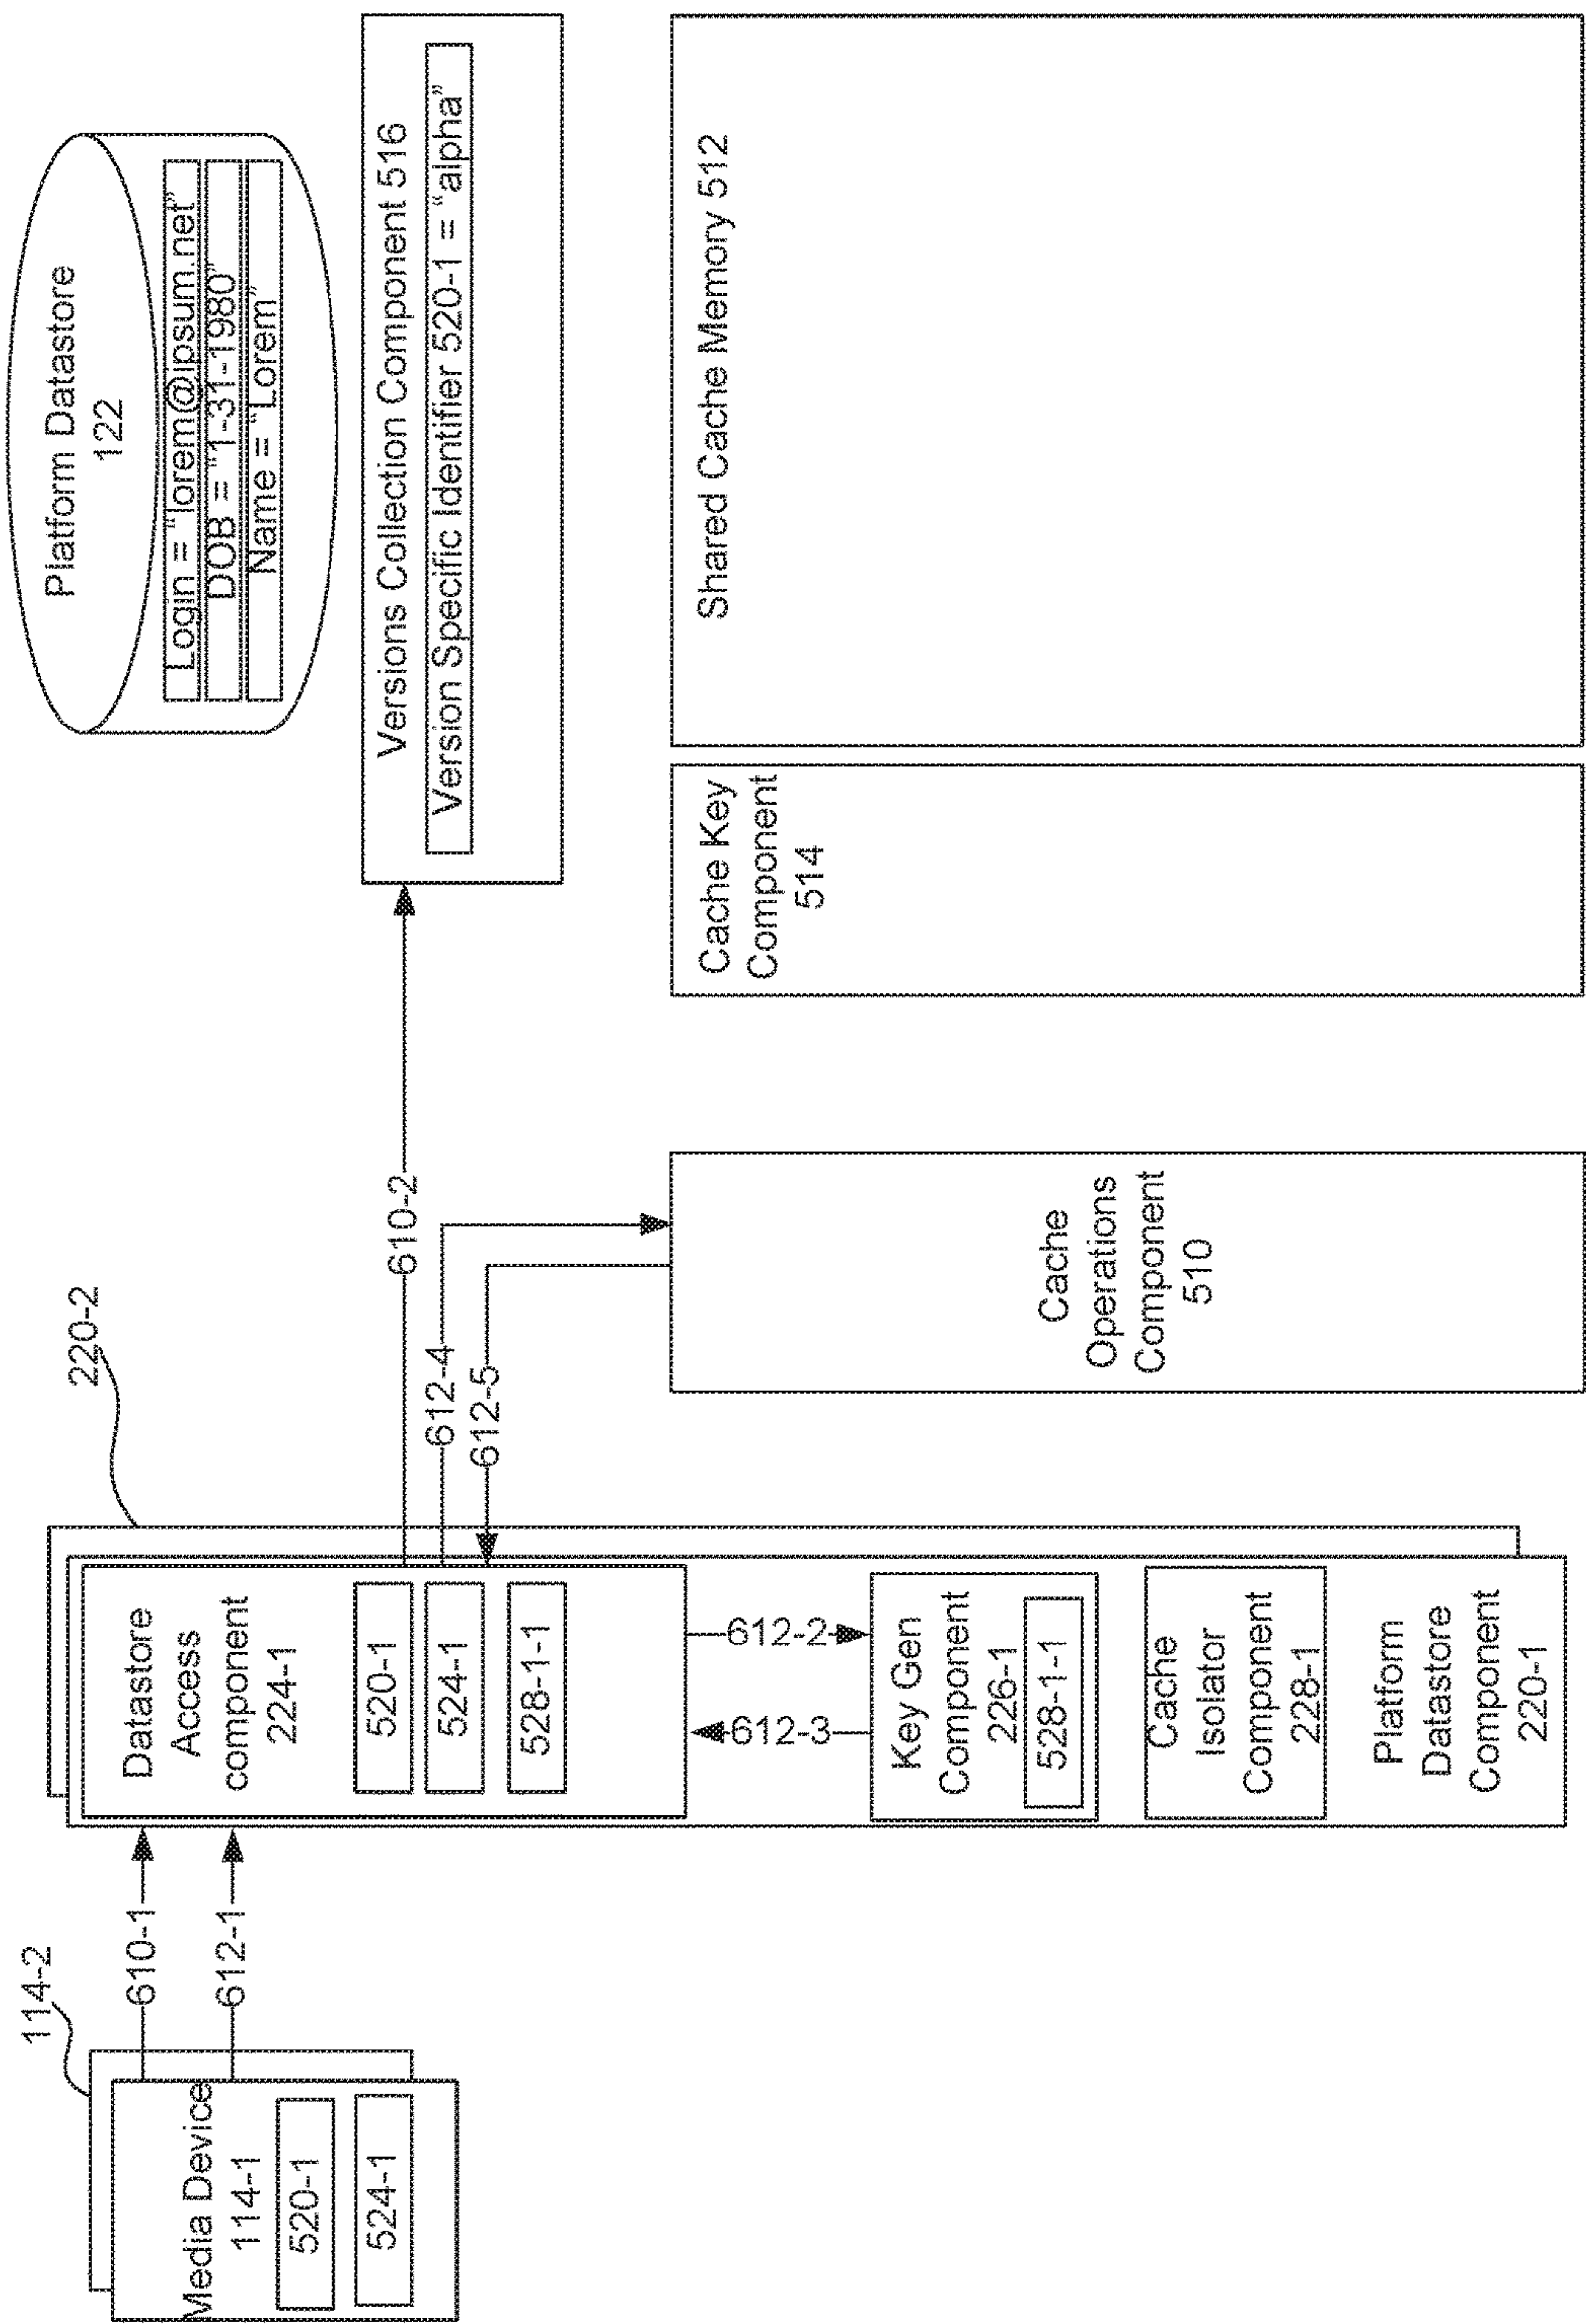 114-2
Media Device
114-1
520-1
524-1
610-1
612-1
220-2
Datastore
Access
component
224-1
520-1
524-1
528-1-1
612-2
612-3
Key Gen
Component
226-1
528-1-1
Cache
Isolator
Component
228-1
Platform
Datastore
Component
220-1
610-2
612-4
612-5
Cache
Operations
Component
510
Platform Datastore
122
Login = "lorem@ipsum.net"
DOB = "1-31-1980"
Name = "Lorem"
Versions Collection Component 516
Version Specific Identifier 520-1 = "alpha"
Cache Key
Component
514
Shared Cache Memory 512